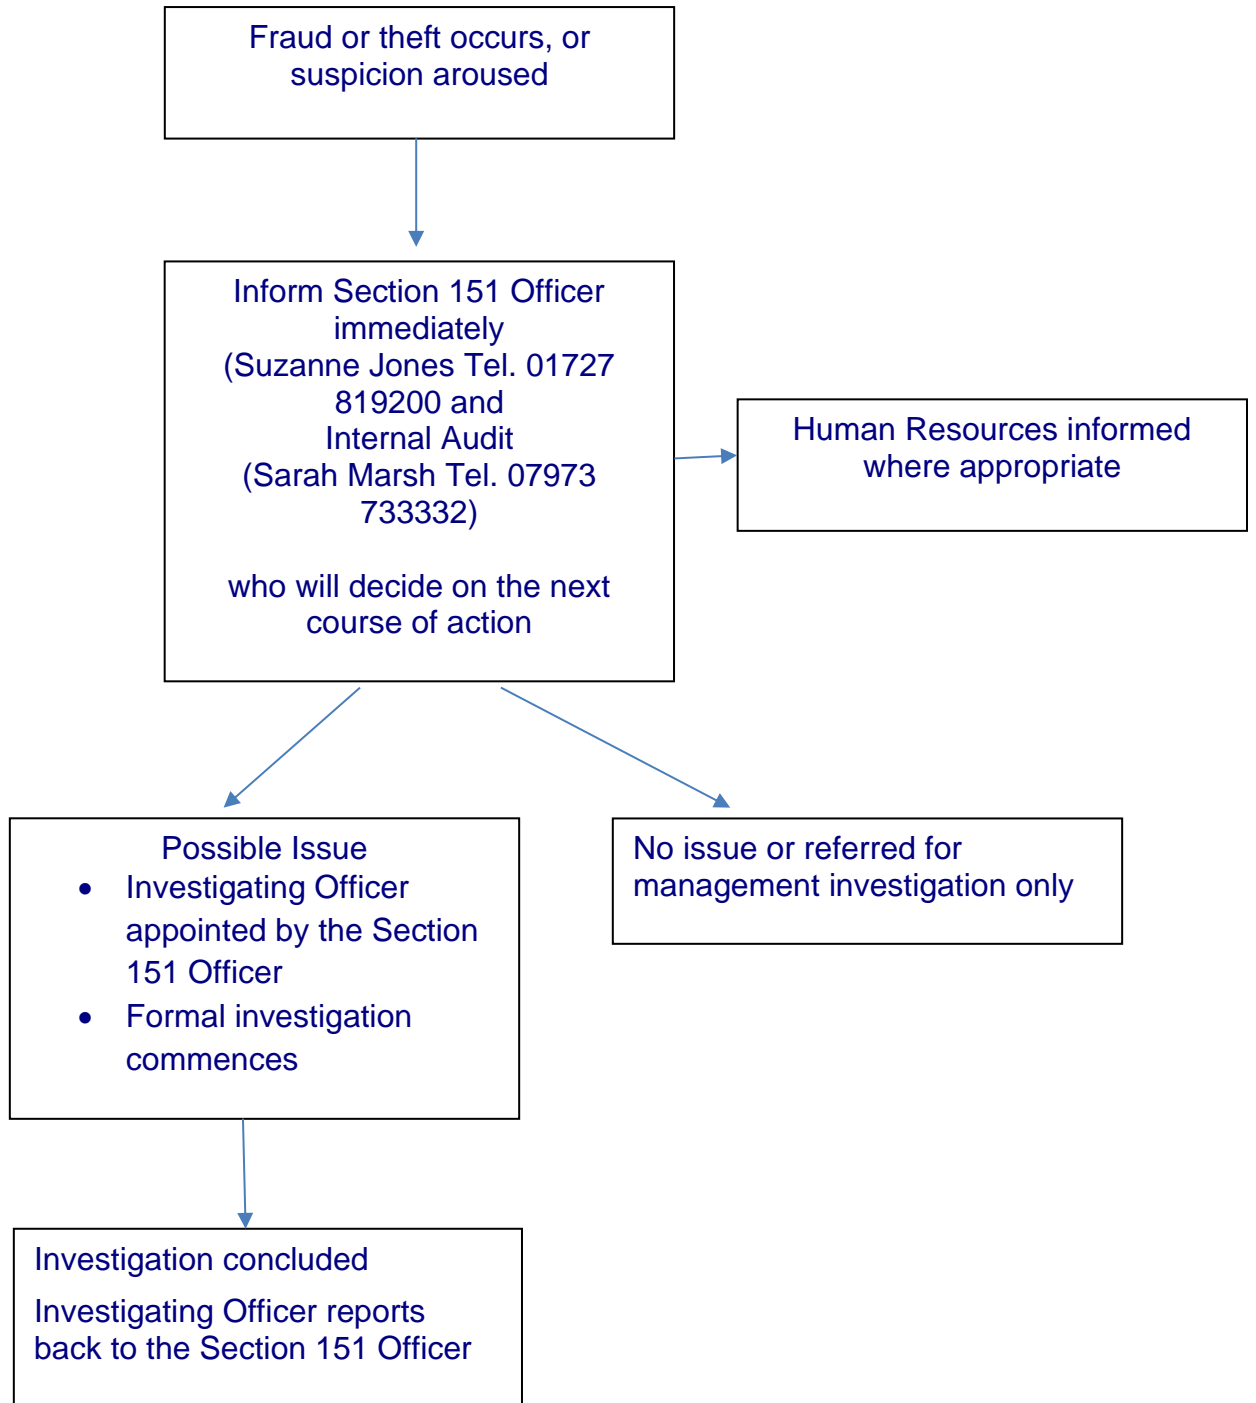 Fraud or theft occurs, or
suspicion aroused
Inform Section 151 Officer
immediately
(Suzanne Jones Tel. 01727
819200 and
Internal Audit
(Sarah Marsh Tel. 07973
733332)
who will decide on the next
course of action
Human Resources informed
where appropriate
Possible Issue
• Investigating Officer
appointed by the Section
151 Officer
• Formal investigation
commences
No issue or referred for
management investigation only
Investigation concluded
Investigating Officer reports
back to the Section 151 Officer